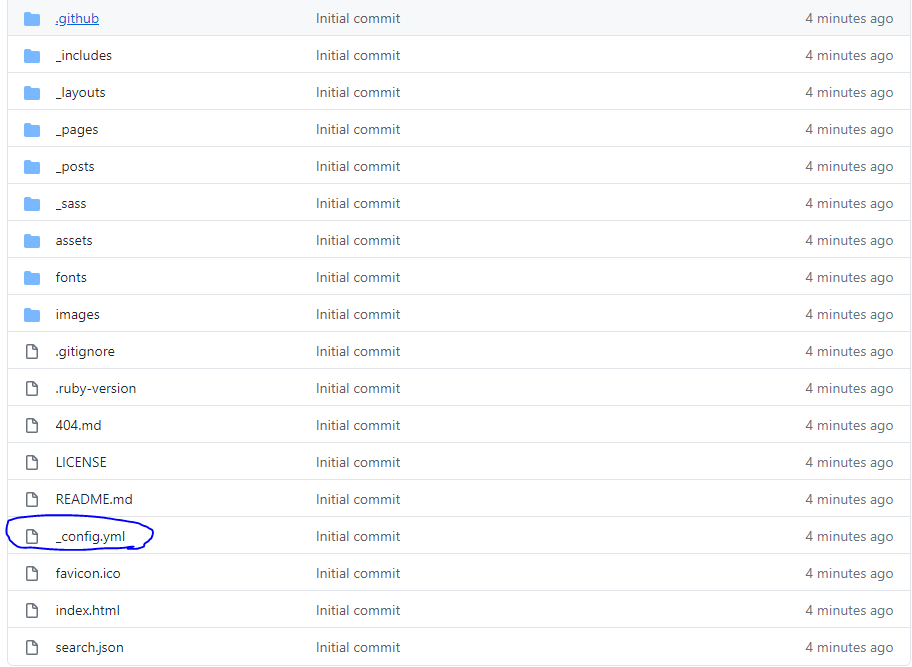 .github Initial commit 4 minutes ago
_includes Initial commit 4 minutes ago
_layouts Initial commit 4 minutes ago
_pages Initial commit 4 minutes ago
_posts Initial commit 4 minutes ago
_sass Initial commit 4 minutes ago
assets Initial commit 4 minutes ago
fonts Initial commit 4 minutes ago
images Initial commit 4 minutes ago
.gitignore Initial commit 4 minutes ago
.ruby-version Initial commit 4 minutes ago
404.md Initial commit 4 minutes ago
LICENSE Initial commit 4 minutes ago
README.md Initial commit 4 minutes ago
_config.yml Initial commit 4 minutes ago
favicon.ico Initial commit 4 minutes ago
index.html Initial commit 4 minutes ago
search.json Initial commit 4 minutes ago